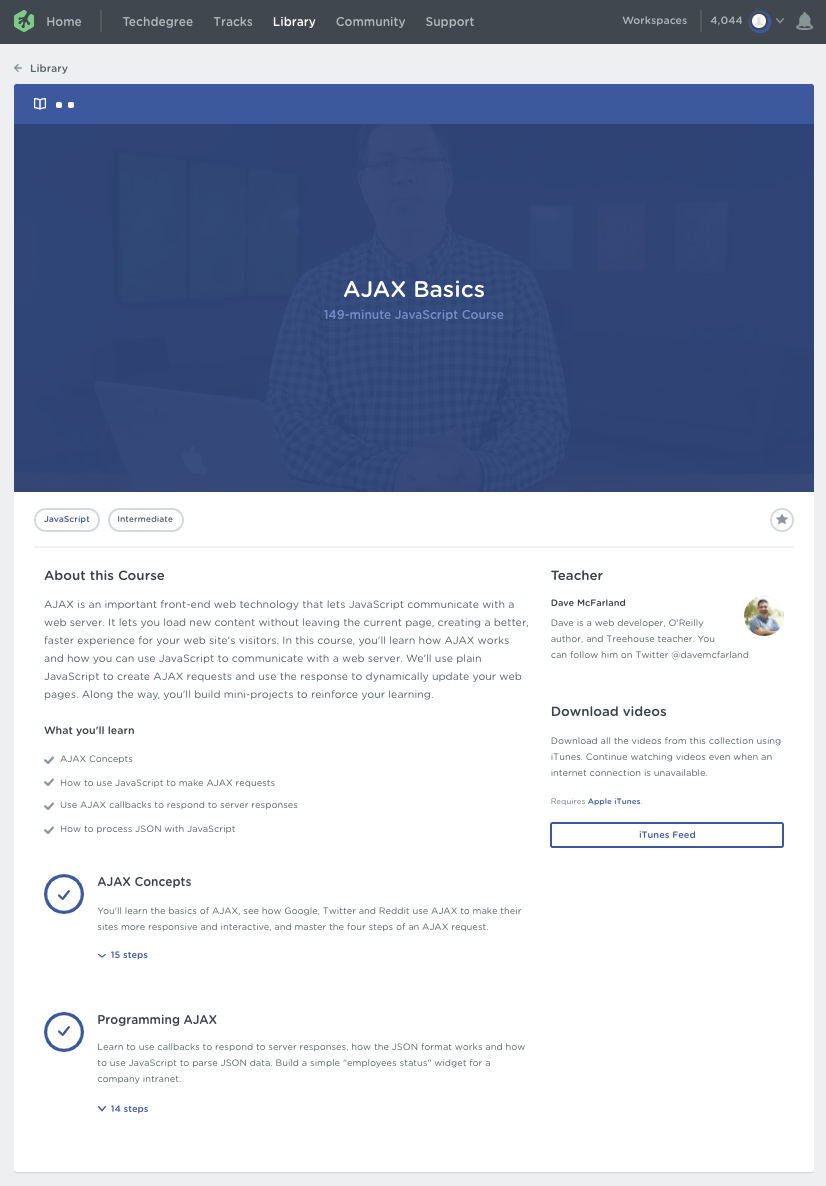 Home
Techdegree
Tracks
Library
Community
Support
Workspaces
4,044
Library
AJAX Basics
149-minute JavaScript Course
JavaScript
Intermediate
About this Course
AJAX is an important front-end web technology that lets JavaScript communicate with a
web server. It lets you load new content without leaving the current page, creating a better,
faster experience for your web site's visitors. In this course, you'll learn how AJAX works
and how you can use JavaScript to communicate with a web server. We'll use plain
JavaScript to create AJAX requests and use the response to dynamically update your web
pages. Along the way, you'll build mini-projects to reinforce your learning.
What you'll learn
AJAX Concepts
How to use JavaScript to make AJAX requests
Use AJAX callbacks to respond to server responses
How to process JSON with JavaScript
AJAX Concepts
You'll learn the basics of AJAX, see how Google, Twitter and Reddit use AJAX to make their
sites more responsive and interactive, and master the four steps of an AJAX request.
15 steps
Programming AJAX
Learn to use callbacks to respond to server responses, how the JSON format works and how
to use JavaScript to parse JSON data. Build a simple "employees status" widget for a
company intranet.
14 steps
Teacher
Dave McFarland
Dave is a web developer, O'Reilly
author, and Treehouse teacher. You
can follow him on Twitter @davemcfarland
Download videos
Download all the videos from this collection using
iTunes. Continue watching videos even when an
internet connection is unavailable.
Requires Apple iTunes.
iTunes Feed